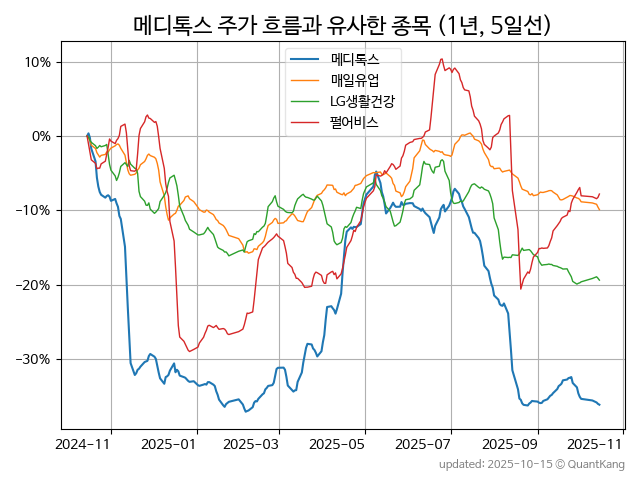 메디톡스 주가 흐름과 유사한 종목 (1년, 5일선)
메디톡스
매일유업
LG생활건강
펄어비스
10%
0%
−10%
−20%
−30%
2024−11
2025−01
2025−03
2025−05
2025−07
2025−09
2025−11
updated: 2025-10-15 © QuantKang